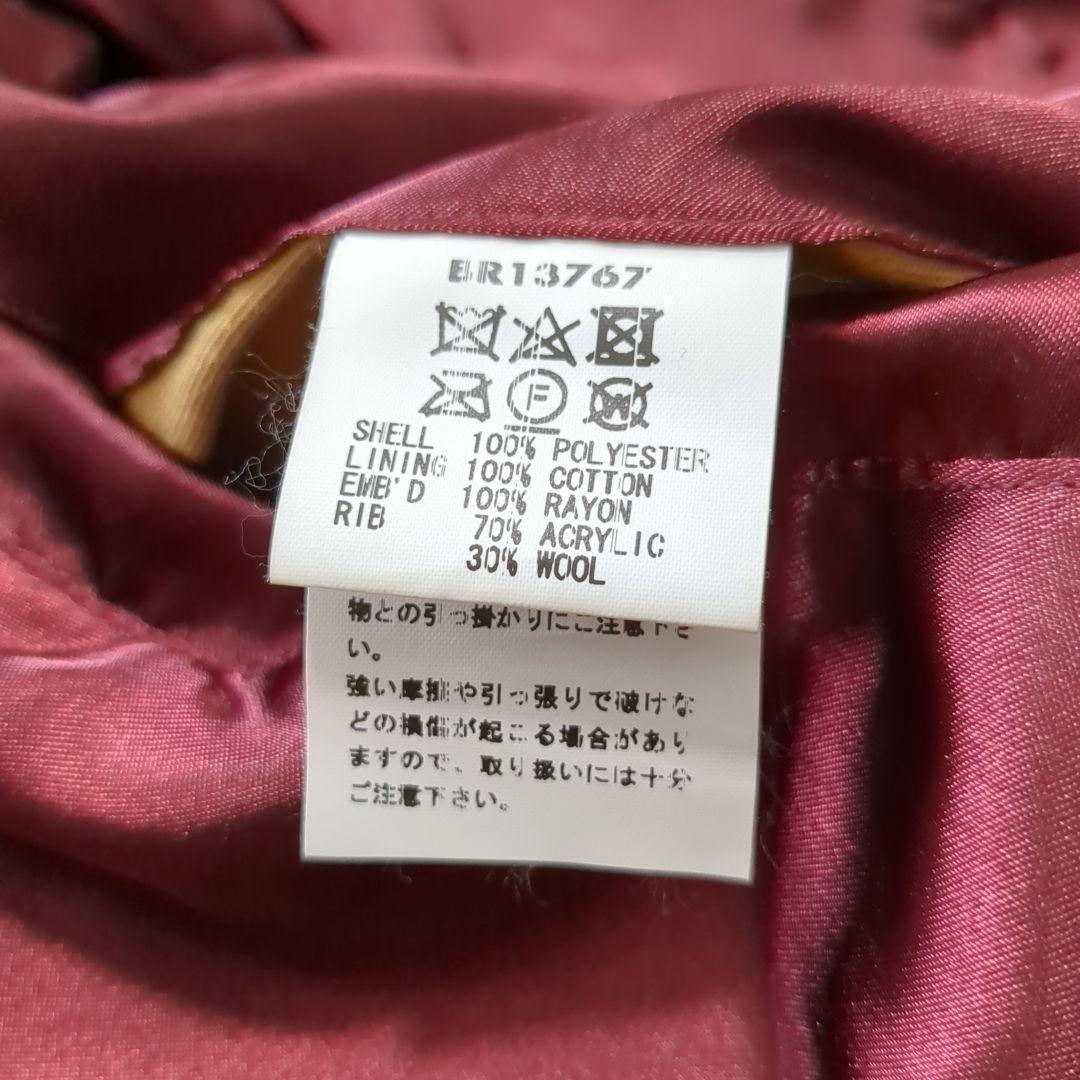 BR13767
F
W
SHELL 100% POLYESTER
LINING 100% COTTON
EMB'D 100% RAYON
RIB 70% ACRYLIC
30% WOOL
物との引っ掛かりにご注意下さ
い。
強い摩擦や引っ張りで破けな
どの損傷が起こる場合があり
ますので、取り扱いには十分
ご注意下さい。